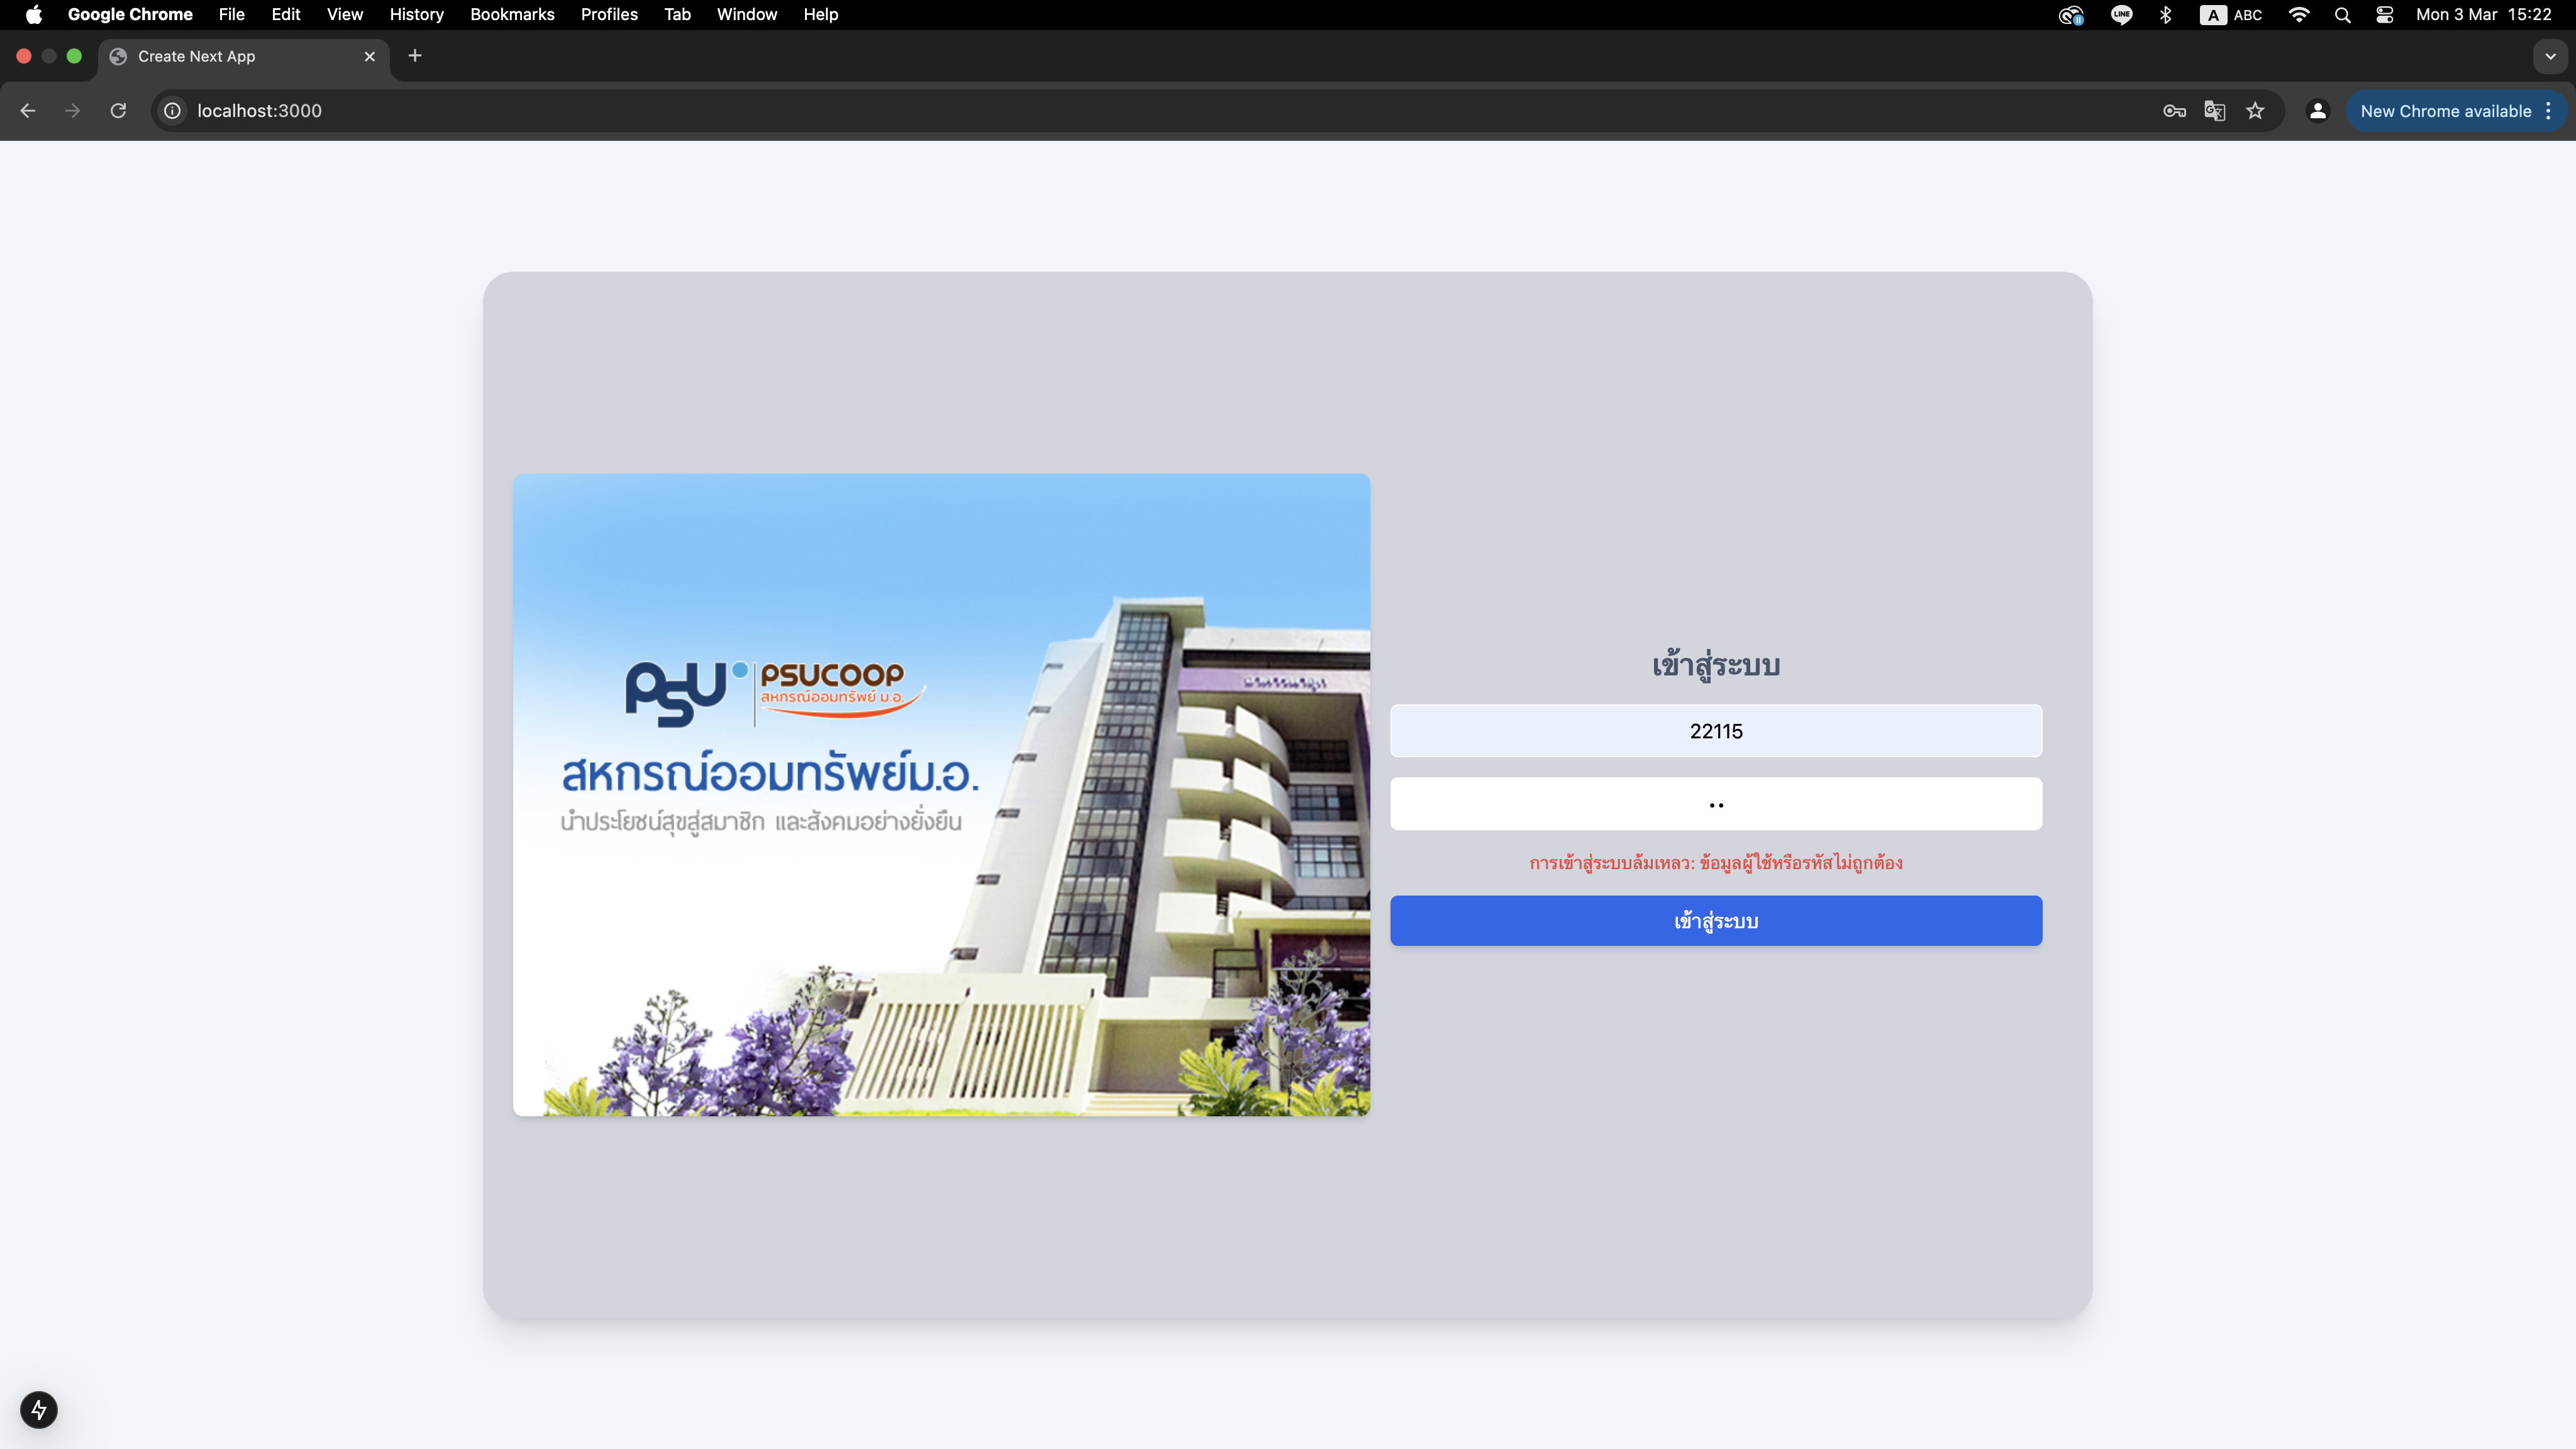 Google Chrome File Edit View History Bookmarks Profiles Tab Window Help
LINE A ABC Mon 3 Mar 15:22
Create Next App
localhost:3000
New Chrome available
PSU PSUCOOP
สหกรณ์ออมทรัพย์ ม.อ.
สหกรณ์ออมทรัพย์ม.อ.
นำประโยชน์สุขสู่สมาชิก และสังคมอย่างยั่งยืน
เข้าสู่ระบบ
22115
••
การเข้าสู่ระบบล้มเหลว: ข้อมูลผู้ใช้หรือรหัสไม่ถูกต้อง
เข้าสู่ระบบ